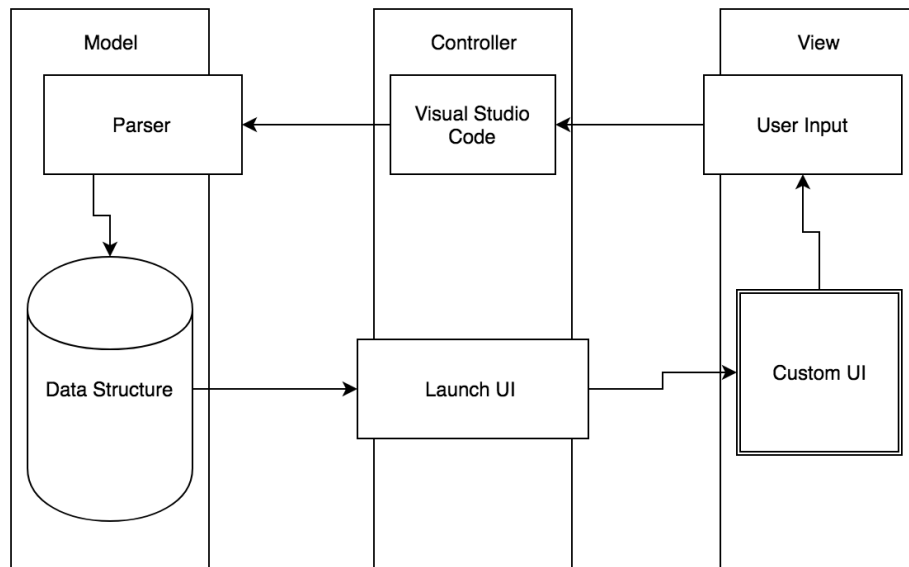 Model
Controller
View
Parser
Visual Studio
Code
User Input
Data Structure
Launch UI
Custom UI